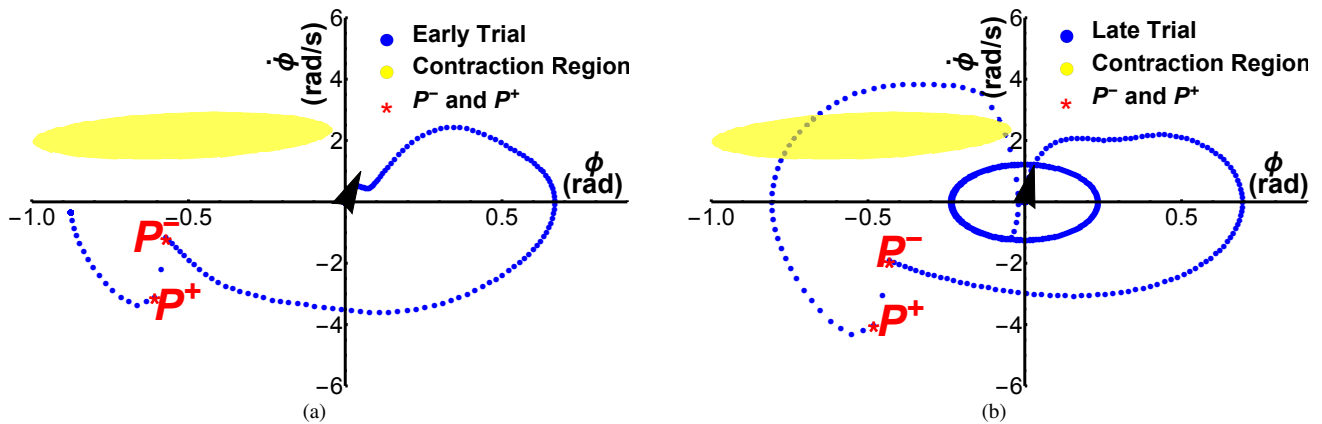 6
4
2
−2
−4
−6
−1.0
−0.5
0.5
ϕ̇
(rad/s)
ϕ
(rad)
Early Trial
Contraction Region
P− and P+
P−
P+
(a)
6
4
2
−2
−4
−6
−1.0
−0.5
0.5
ϕ̇
(rad/s)
ϕ
(rad)
Late Trial
Contraction Region
P− and P+
P−
P+
(b)